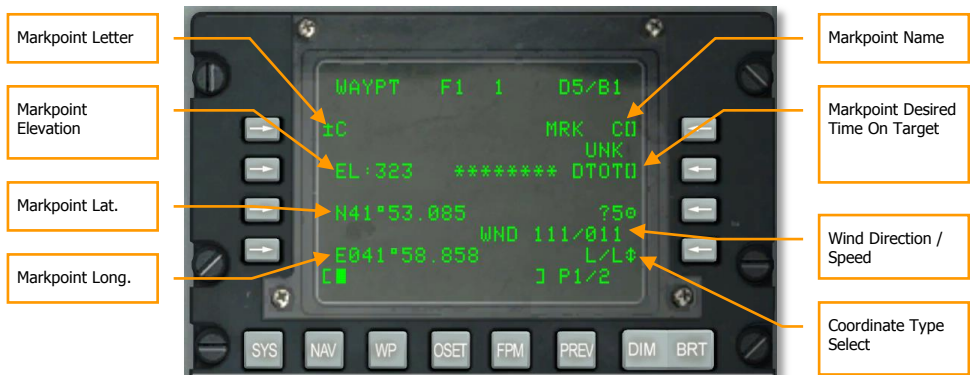 Markpoint Letter
Markpoint
Elevation
Markpoint Lat.
Markpoint Long.
WAYPT F1 1 D5/B1
±C MRK C[]
UNK
EL:323 ******** DTOT[]
N41°53.085 ?5⊙
WND 111/011
E041°58.858 L/L↕
[█ ] P1/2
SYS NAV WP OSET FPM PREV DIM BRT
Markpoint Name
Markpoint Desired
Time On Target
Wind Direction /
Speed
Coordinate Type
Select